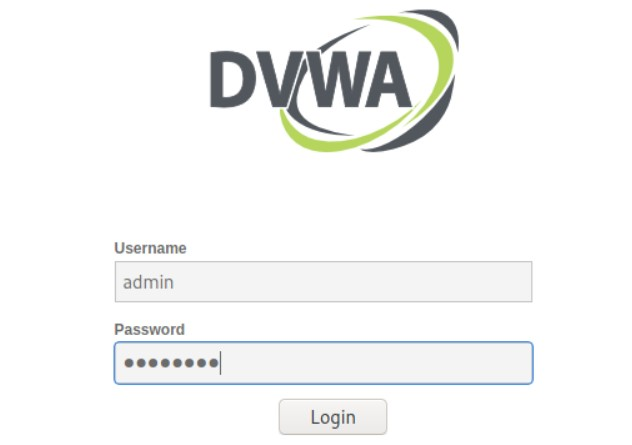 DVWA
Username
admin
Password
••••••••
Login